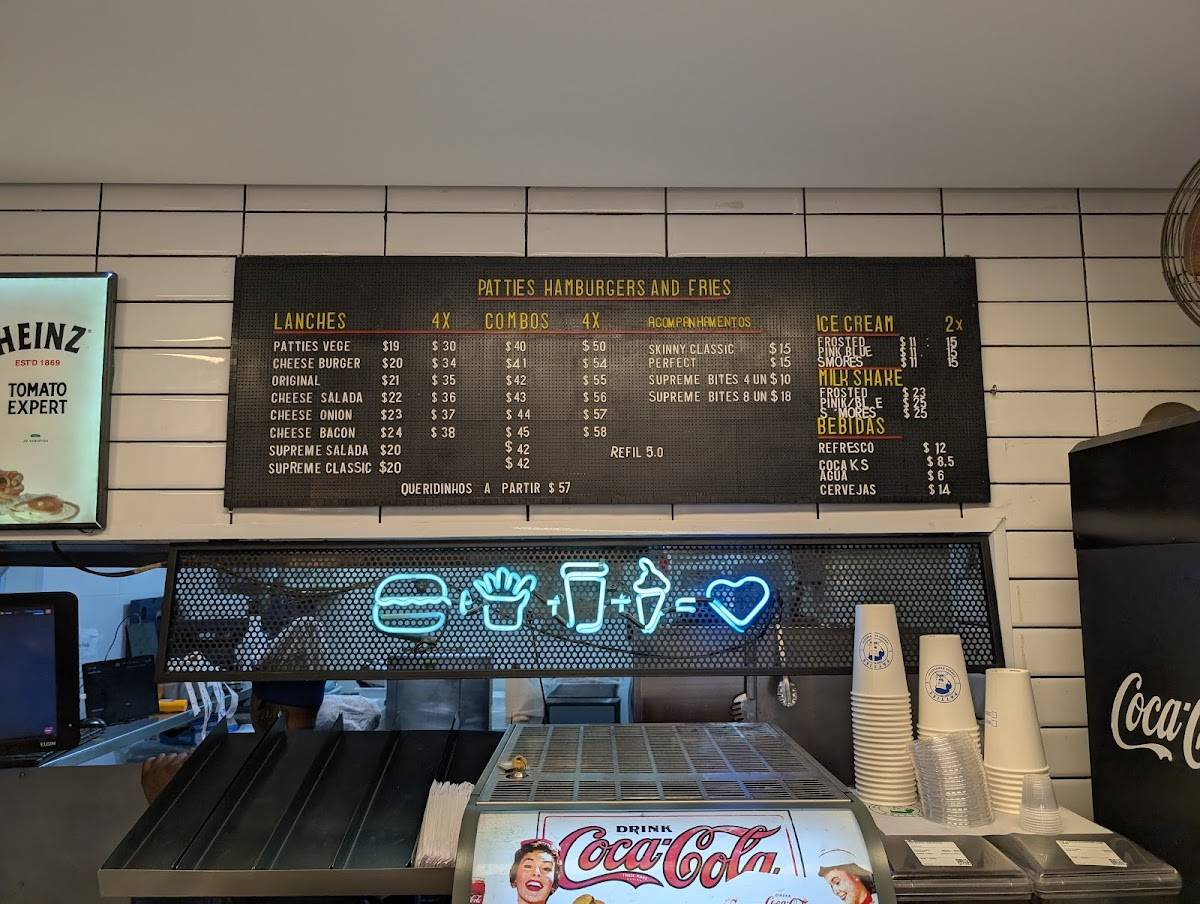 HEINZ
EST'D 1869
TOMATO
EXPERT
PATTIES HAMBURGERS AND FRIES
LANCHES 4X COMBOS 4X
PATTIES VEGE $19 $30 $40 $50
CHEESE BURGER $20 $34 $41 $54
ORIGINAL $21 $35 $42 $55
CHEESE SALADA $22 $36 $43 $56
CHEESE ONION $23 $37 $44 $57
CHEESE BACON $24 $38 $45 $58
SUPREME SALADA $20 $42
SUPREME CLASSIC $20 $42
ACOMPANHAMENTOS
SKINNY CLASSIC $15
PERFECT $15
SUPREME BITES 4 UN $10
SUPREME BITES 8 UN $18
REFIL 5.0
QUERIDINHOS A PARTIR $57
ICE CREAM 2X
FROSTED $11 15
PINK BLUE $11 15
SMORES $11 15
MILK SHAKE
FROSTED $23
PINK/BL E $25
S 'MORES $25
BEBIDAS
REFRESCO $12
COCA KS $8.5
AGUA $6
CERVEJAS $14
+ + =
ELGIN
DRINK
Coca-Cola
Coca-C